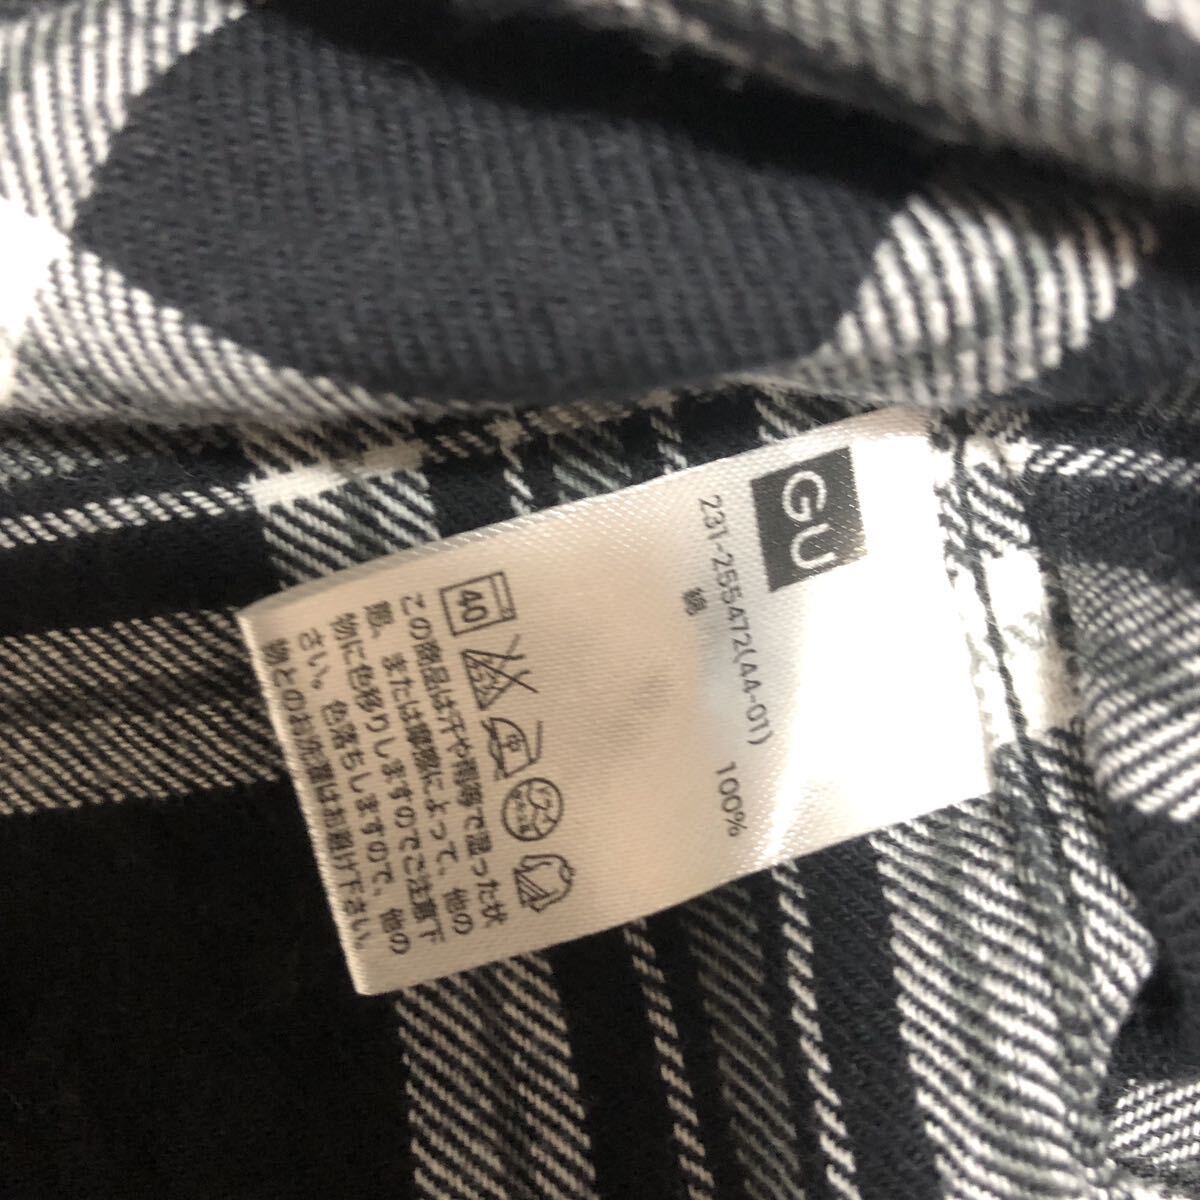 GU
231-255472(44-01)
綿 100%
40
中
この商品は汗や雨等で湿った状
態、または摩擦によって、他の
物に色移りしますのでご注意下
さい。色落ちしますので、他の
物とのお洗濯はお避け下さい。